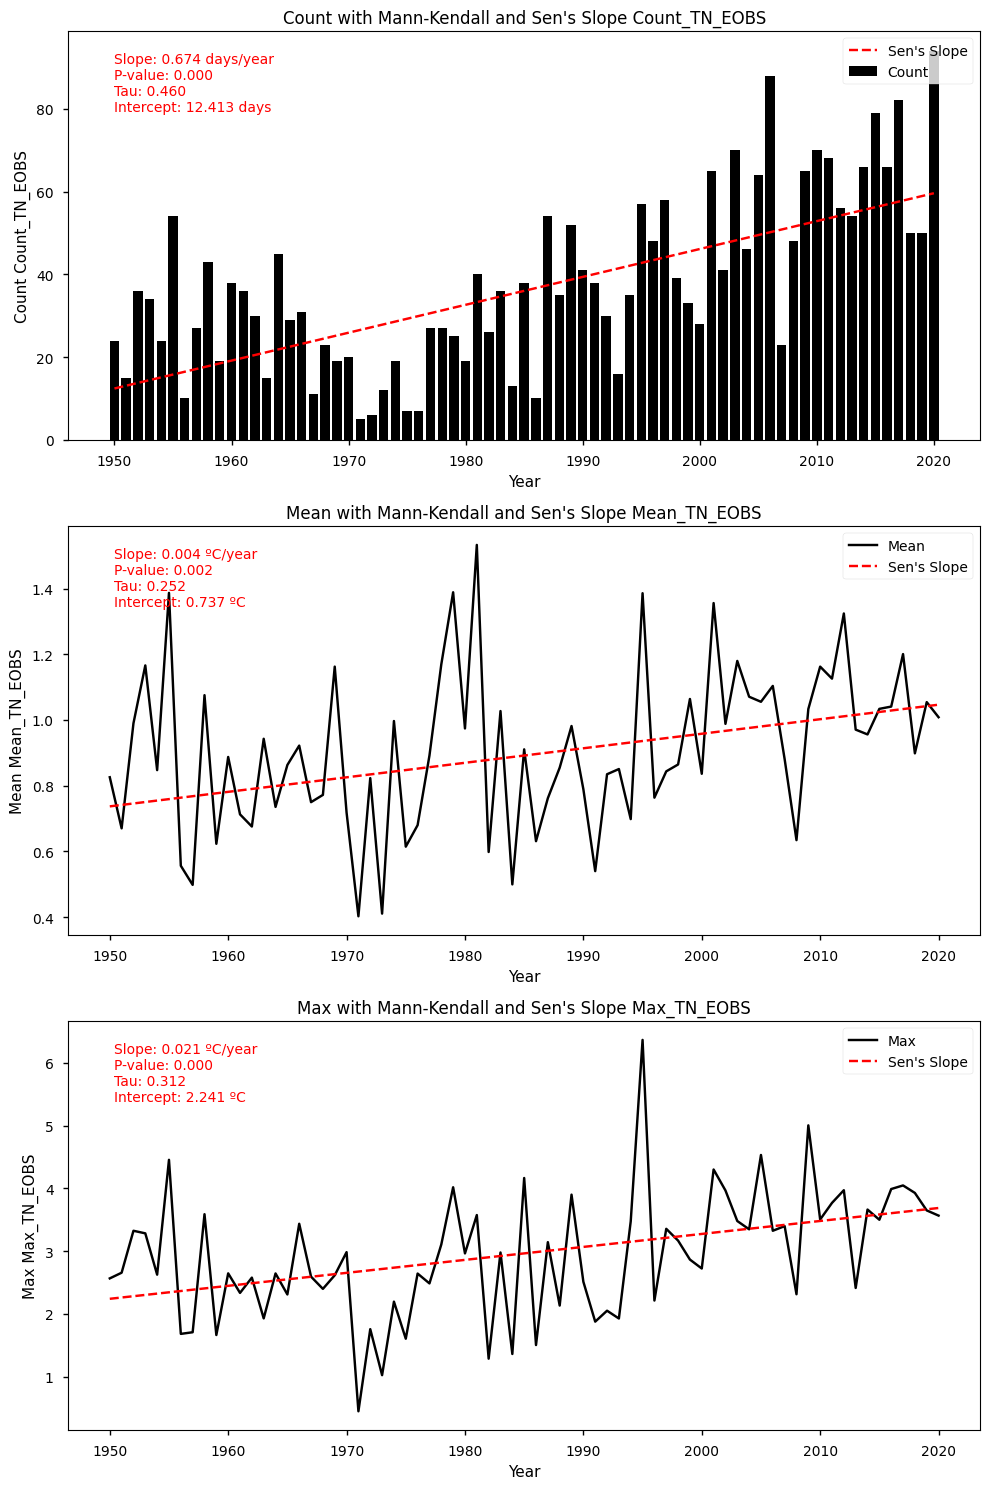 Count with Mann-Kendall and Sen's Slope Count_TN_EOBS
Slope: 0.674 days/year
P-value: 0.000
Tau: 0.460
Intercept: 12.413 days
Sen's Slope
Count
Count Count_TN_EOBS
80
60
40
20
0
1950 1960 1970 1980 1990 2000 2010 2020
Year
Mean with Mann-Kendall and Sen's Slope Mean_TN_EOBS
Slope: 0.004 ºC/year
P-value: 0.002
Tau: 0.252
Intercept: 0.737 ºC
Mean
Sen's Slope
Mean Mean_TN_EOBS
1.4
1.2
1.0
0.8
0.6
0.4
1950 1960 1970 1980 1990 2000 2010 2020
Year
Max with Mann-Kendall and Sen's Slope Max_TN_EOBS
Slope: 0.021 ºC/year
P-value: 0.000
Tau: 0.312
Intercept: 2.241 ºC
Max
Sen's Slope
Max Max_TN_EOBS
6
5
4
3
2
1
1950 1960 1970 1980 1990 2000 2010 2020
Year